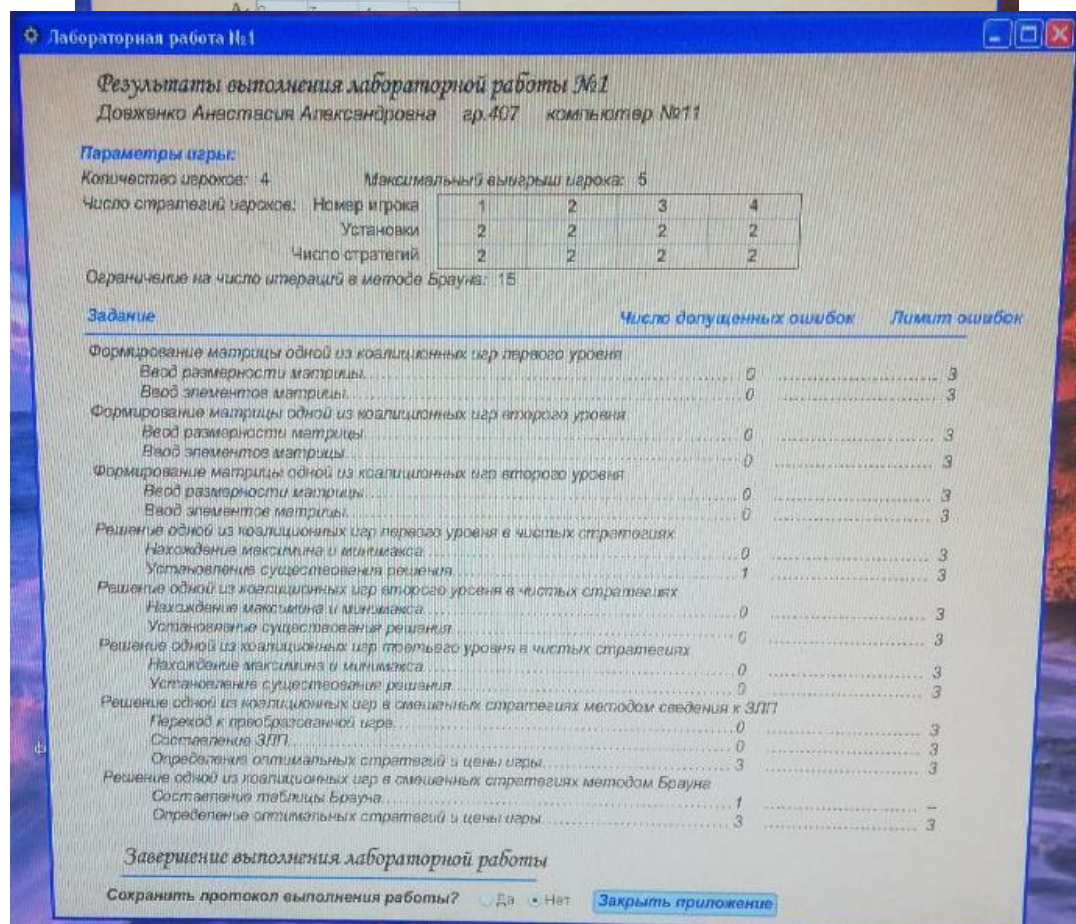 Лабораторная работа №1
Результаты выполнения лабораторной работы №1
Довженко Анастасия Александровна гр.407 компьютер №11
Параметры игры:
Количество игроков: 4 Максимальный выигрыш игрока: 5
Число стратегий игроков: Номер игрока 1 2 3 4
Установки 2 2 2 2
Число стратегий 2 2 2 2
Ограничение на число итераций в методе Брауна: 15
Задание Число допущенных ошибок Лимит ошибок
Формирование матрицы одной из коалиционных игр первого уровня
Ввод размерности матрицы 0 3
Ввод элементов матрицы 0 3
Формирование матрицы одной из коалиционных игр второго уровня
Ввод размерности матрицы 0 3
Ввод элементов матрицы 0 3
Формирование матрицы одной из коалиционных игр второго уровня
Ввод размерности матрицы 0 3
Ввод элементов матрицы 0 3
Решение одной из коалиционных игр первого уровня в чистых стратегиях
Нахождение максимина и минимакса 0 3
Установление существования решения 1 3
Решение одной из коалиционных игр второго уровня в чистых стратегиях
Нахождение максимина и минимакса 0 3
Установление существования решения 0 3
Решение одной из коалиционных игр третьего уровня в чистых стратегиях
Нахождение максимина и минимакса 0 3
Установление существования решения 0 3
Решение одной из коалиционных игр в смешанных стратегиях методом сведения к ЗЛП
Переход к преобразованной игре 0 3
Составление ЗЛП 0 3
Определение оптимальных стратегий и цены игры 3 3
Решение одной из коалиционных игр в смешанных стратегиях методом Брауна
Составление таблицы Брауна 1 –
Определение оптимальных стратегий и цены игры 3 3
Завершение выполнения лабораторной работы
Сохранить протокол выполнения работы? Да Нет Закрыть приложение